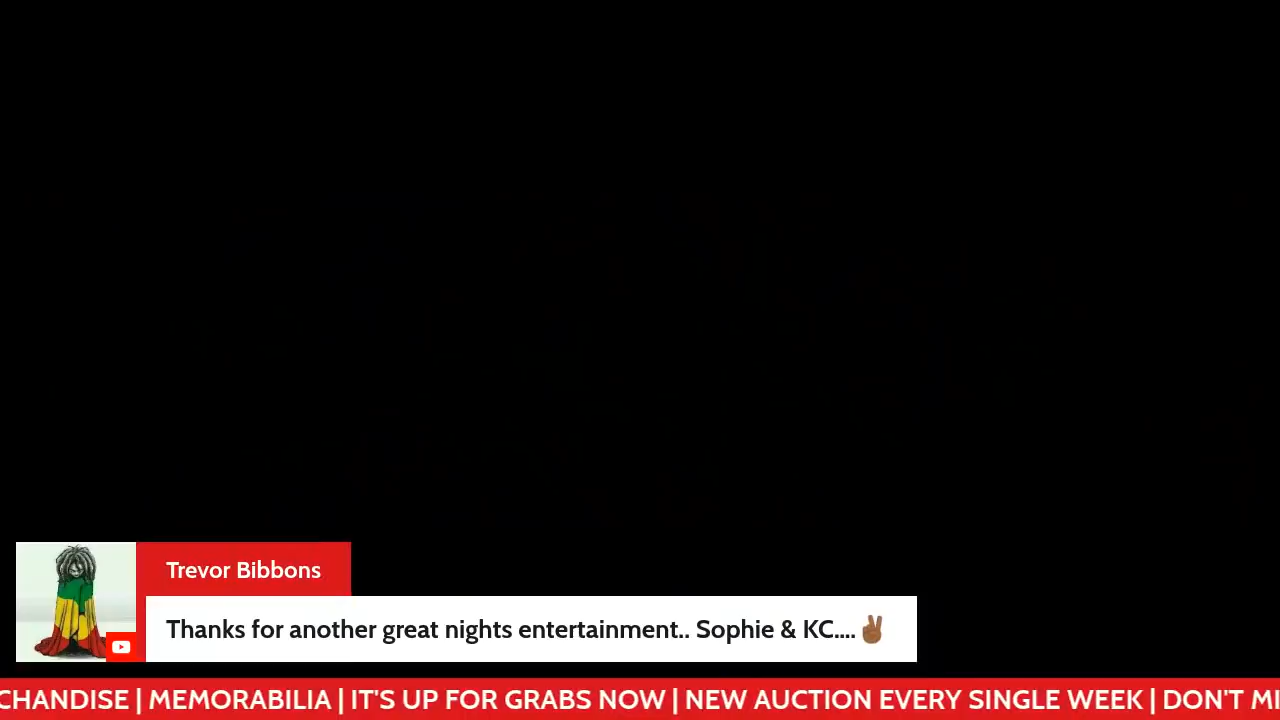 Trevor Bibbons
Thanks for another great nights entertainment.. Sophie & KC....✌🏾
CHANDISE | MEMORABILIA | IT'S UP FOR GRABS NOW | NEW AUCTION EVERY SINGLE WEEK | DON'T MI